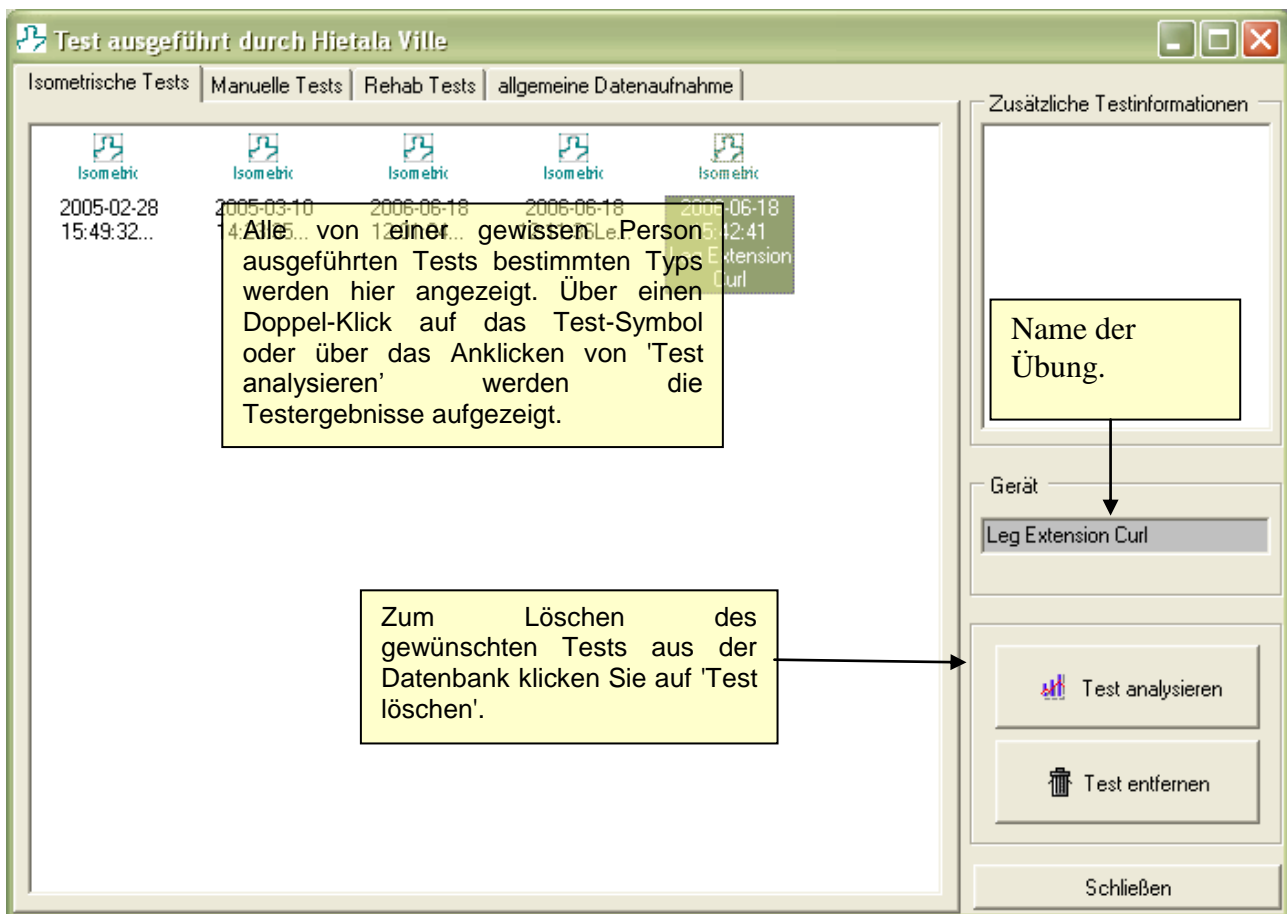 Test ausgeführt durch Hietala Ville
Isometrische Tests Manuelle Tests Rehab Tests allgemeine Datenaufnahme
Isometric Isometric Isometric Isometric Isometric
2005-02-28 2005-03-10 2006-06-18 2006-06-18 2006-06-18
15:49:32...
15:42:41
Leg Extension
Curl
Alle von einer gewissen Person
ausgeführten Tests bestimmten Typs
werden hier angezeigt. Über einen
Doppel-Klick auf das Test-Symbol
oder über das Anklicken von 'Test
analysieren’ werden die
Testergebnisse aufgezeigt.
Zum Löschen des
gewünschten Tests aus der
Datenbank klicken Sie auf 'Test
löschen'.
Zusätzliche Testinformationen
Name der
Übung.
Gerät
Leg Extension Curl
Test analysieren
Test entfernen
Schließen